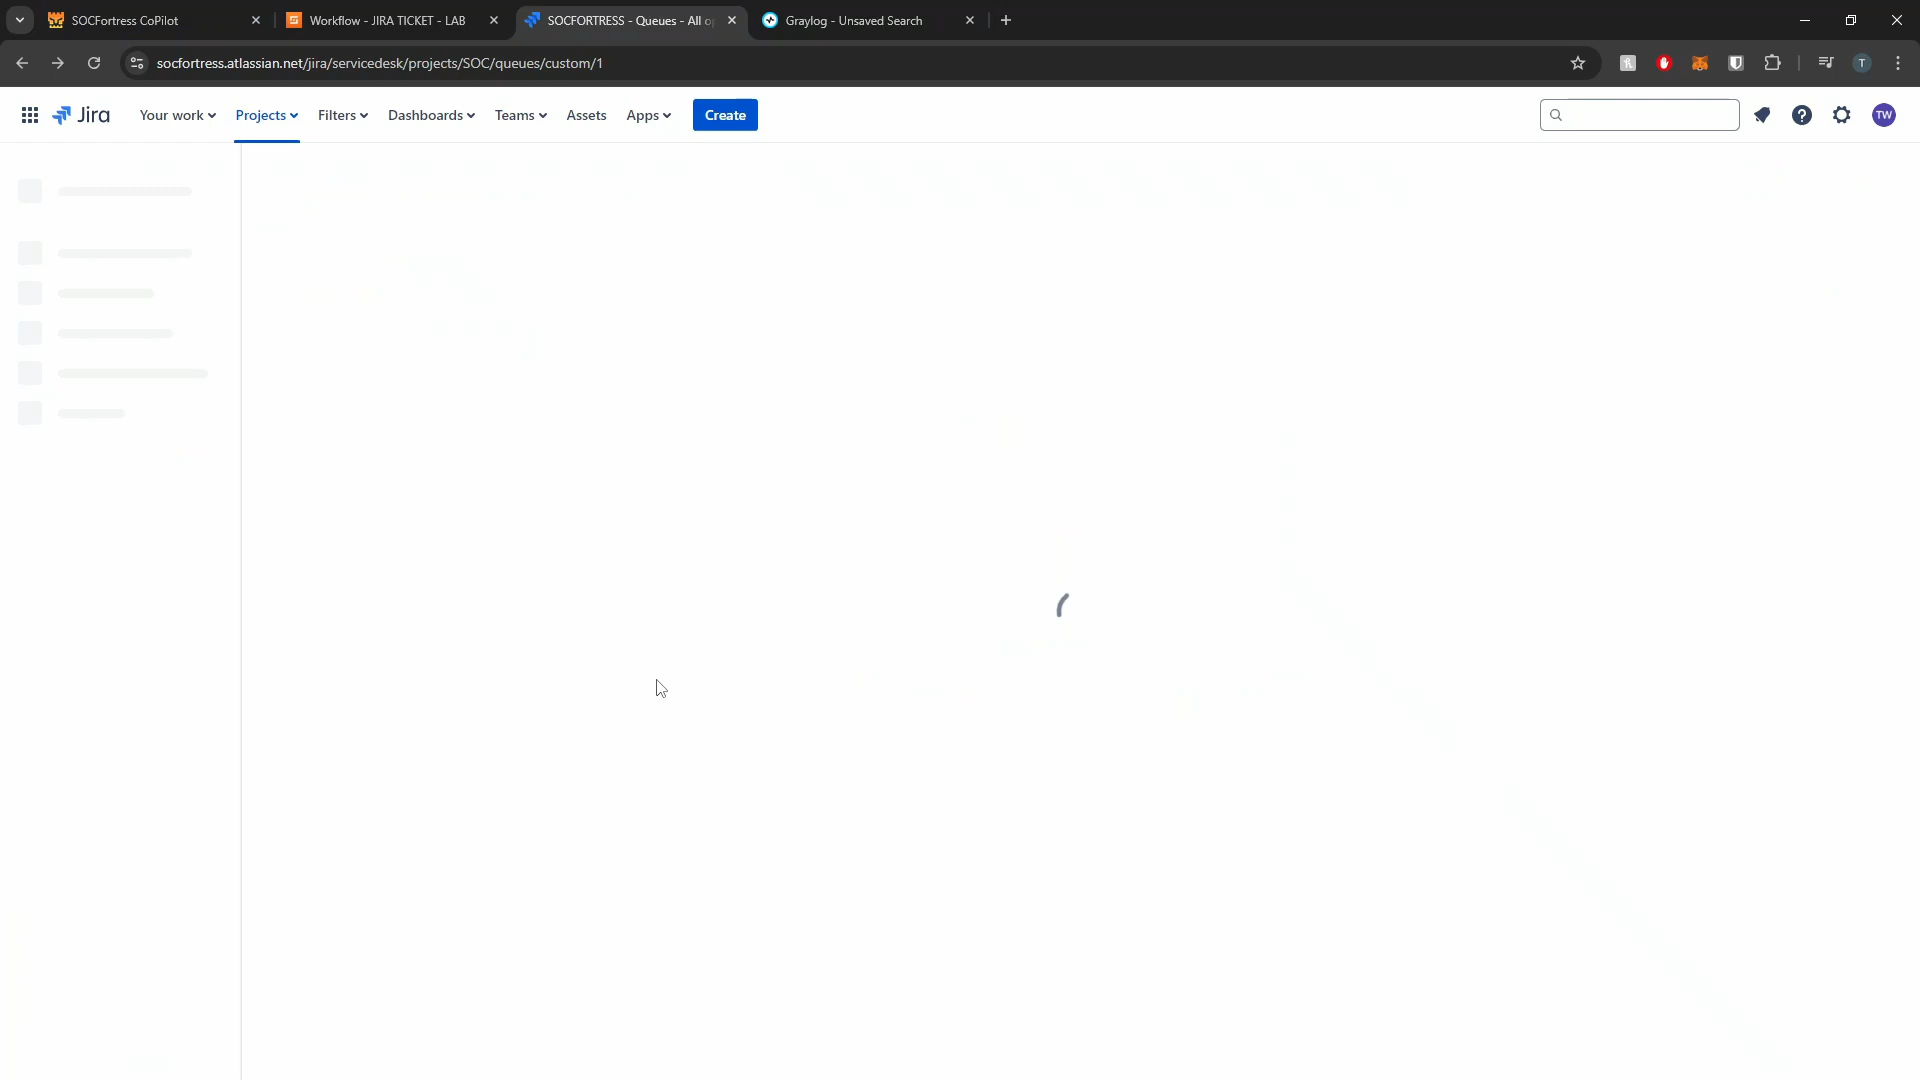 SOCFortress CoPilot
Workflow - JIRA TICKET - LAB
SOCFORTRESS - Queues - All o
Graylog - Unsaved Search
socfortress.atlassian.net/jira/servicedesk/projects/SOC/queues/custom/1
T
Jira
Your work
Projects
Filters
Dashboards
Teams
Assets
Apps
Create
TW